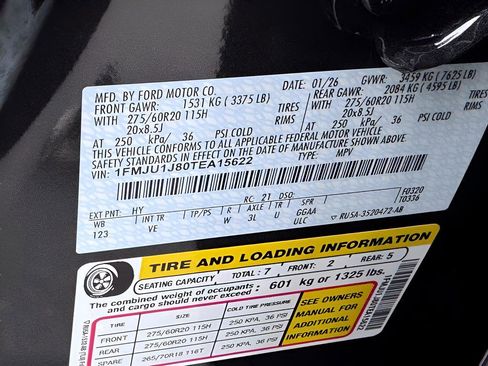 MFD. BY FORD MOTOR CO. 01/26 GVWR: 3459 KG (7625 LB)
FRONT GAWR: 1531 KG (3375 LB) REAR GAWR: 2084 KG (4595 LB)
WITH 275/60R20 115H TIRES WITH 275/60R20 115H TIRES
20x8.5J RIMS 20x8.5J RIMS
AT 250 kPa/ 36 PSI COLD AT 250 kPa/ 36 PSI COLD
THIS VEHICLE CONFORMS TO ALL APPLICABLE FEDERAL MOTOR VEHICLE
SAFETY STANDARDS IN EFFECT ON THE DATE OF MANUFACTURE SHOWN ABOVE.
VIN: 1FMJU1J80TEA15622 TYPE: MPV
EXT PNT: HY RC: 21 DSO: F0320
WB INT TR TP/PS R AXLE TR SPR T0336
123 VE W 3L U GGAA
ULC RU5A-3520472-AB
TIRE AND LOADING INFORMATION
SEATING CAPACITY TOTAL: 7 FRONT: 2 REAR: 5
The combined weight of occupants and cargo should never exceed: 601 kg or 1325 lbs.
TIRE SIZE COLD TIRE PRESSURE
FRONT 275/60R20 115H 250 KPA, 36 PSI
REAR 275/60R20 115H 250 KPA, 36 PSI
SPARE 265/70R18 116T 250 KPA, 36 PSI
SEE OWNERS
MANUAL FOR
ADDITIONAL
INFORMATION
1FMJU1J80TEA15622